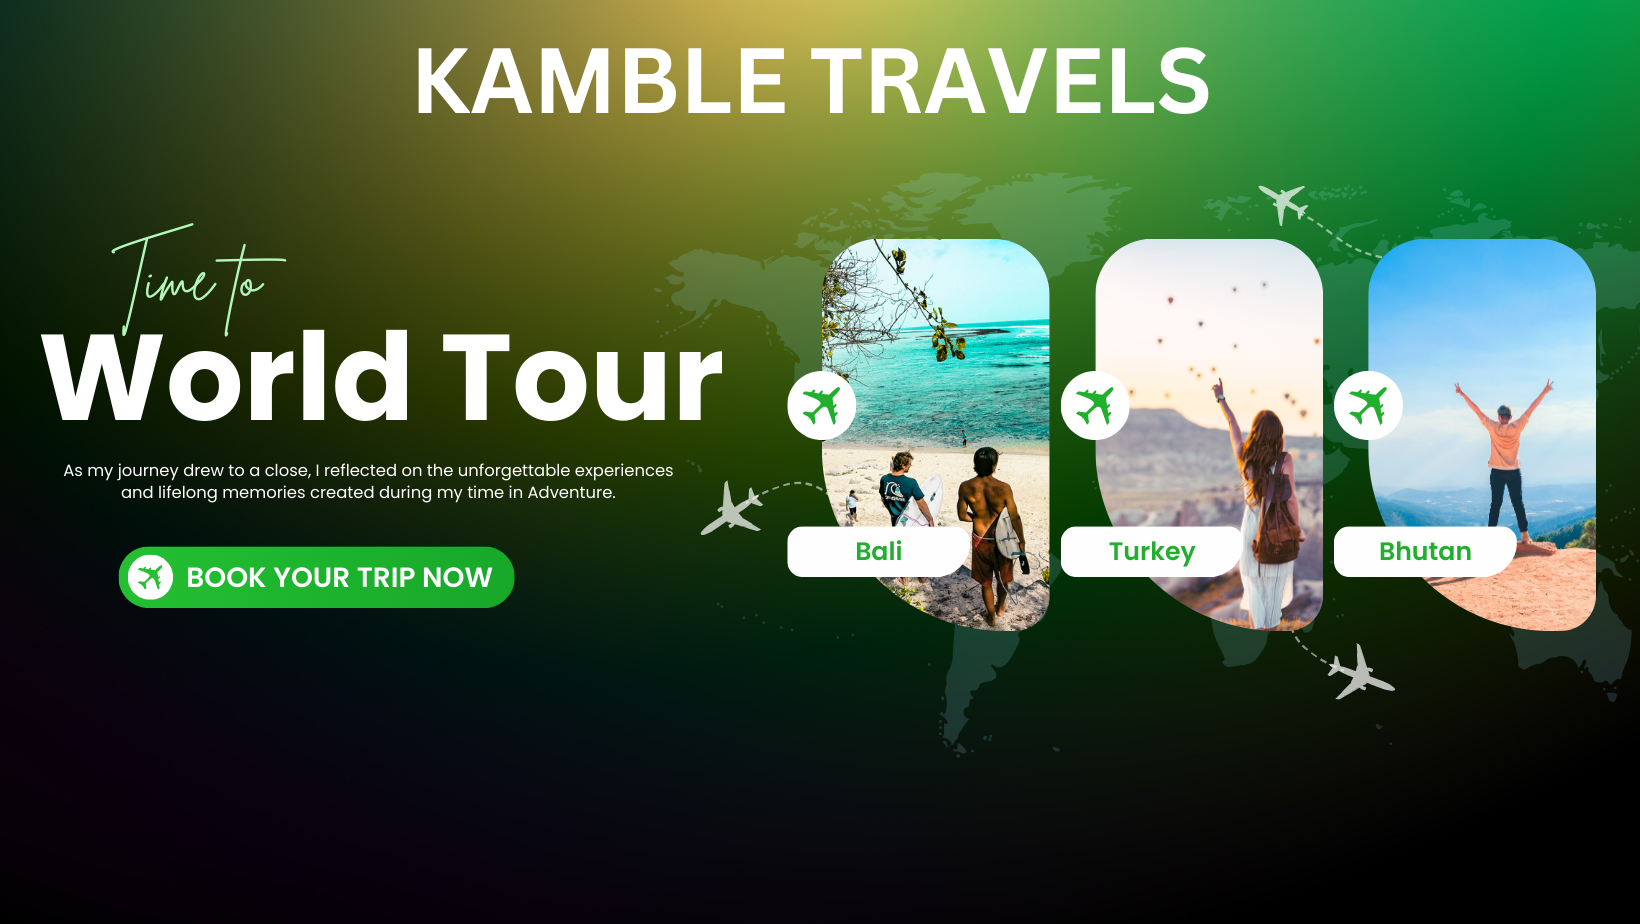 KAMBLE TRAVELS
Time to
World Tour
As my journey drew to a close, I reflected on the unforgettable experiences
and lifelong memories created during my time in Adventure.
BOOK YOUR TRIP NOW
Bali
Turkey
Bhutan